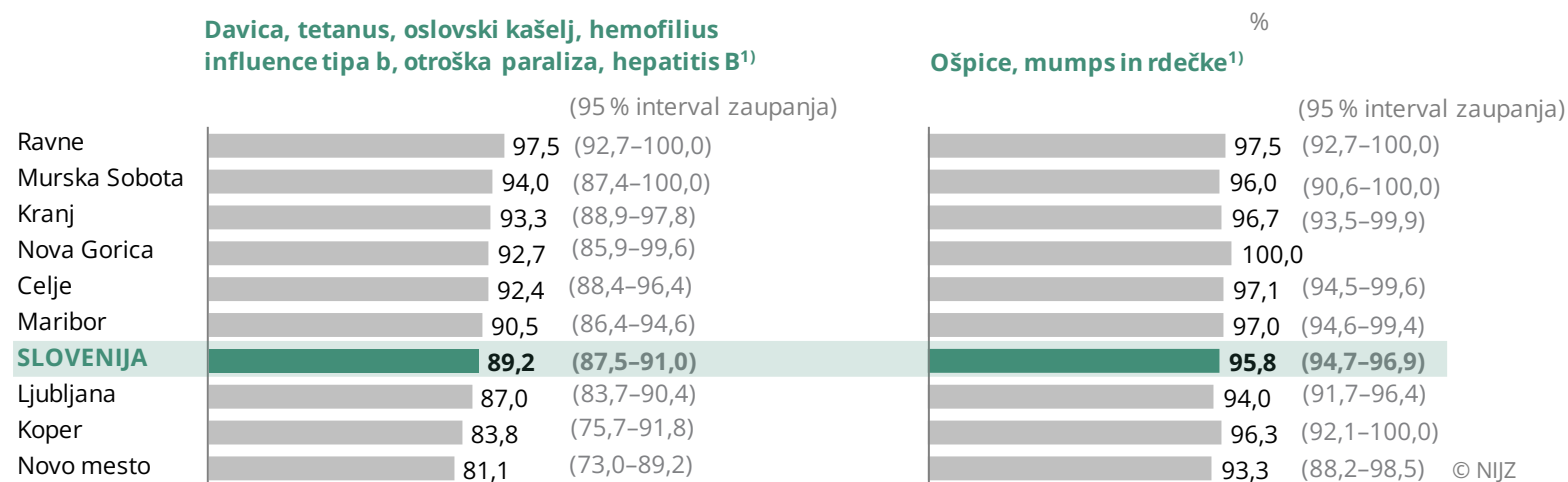 Davica, tetanus, oslovski kašelj, hemofilius
influence tipa b, otroška paraliza, hepatitis B1)
%
Ošpice, mumps in rdečke1)
(95 % interval zaupanja) (95 % interval zaupanja)
Ravne 97,5 (92,7–100,0) 97,5 (92,7–100,0)
Murska Sobota 94,0 (87,4–100,0) 96,0 (90,6–100,0)
Kranj 93,3 (88,9–97,8) 96,7 (93,5–99,9)
Nova Gorica 92,7 (85,9–99,6) 100,0
Celje 92,4 (88,4–96,4) 97,1 (94,5–99,6)
Maribor 90,5 (86,4–94,6) 97,0 (94,6–99,4)
SLOVENIJA 89,2 (87,5–91,0) 95,8 (94,7–96,9)
Ljubljana 87,0 (83,7–90,4) 94,0 (91,7–96,4)
Koper 83,8 (75,7–91,8) 96,3 (92,1–100,0)
Novo mesto 81,1 (73,0–89,2) 93,3 (88,2–98,5) © NIJZ